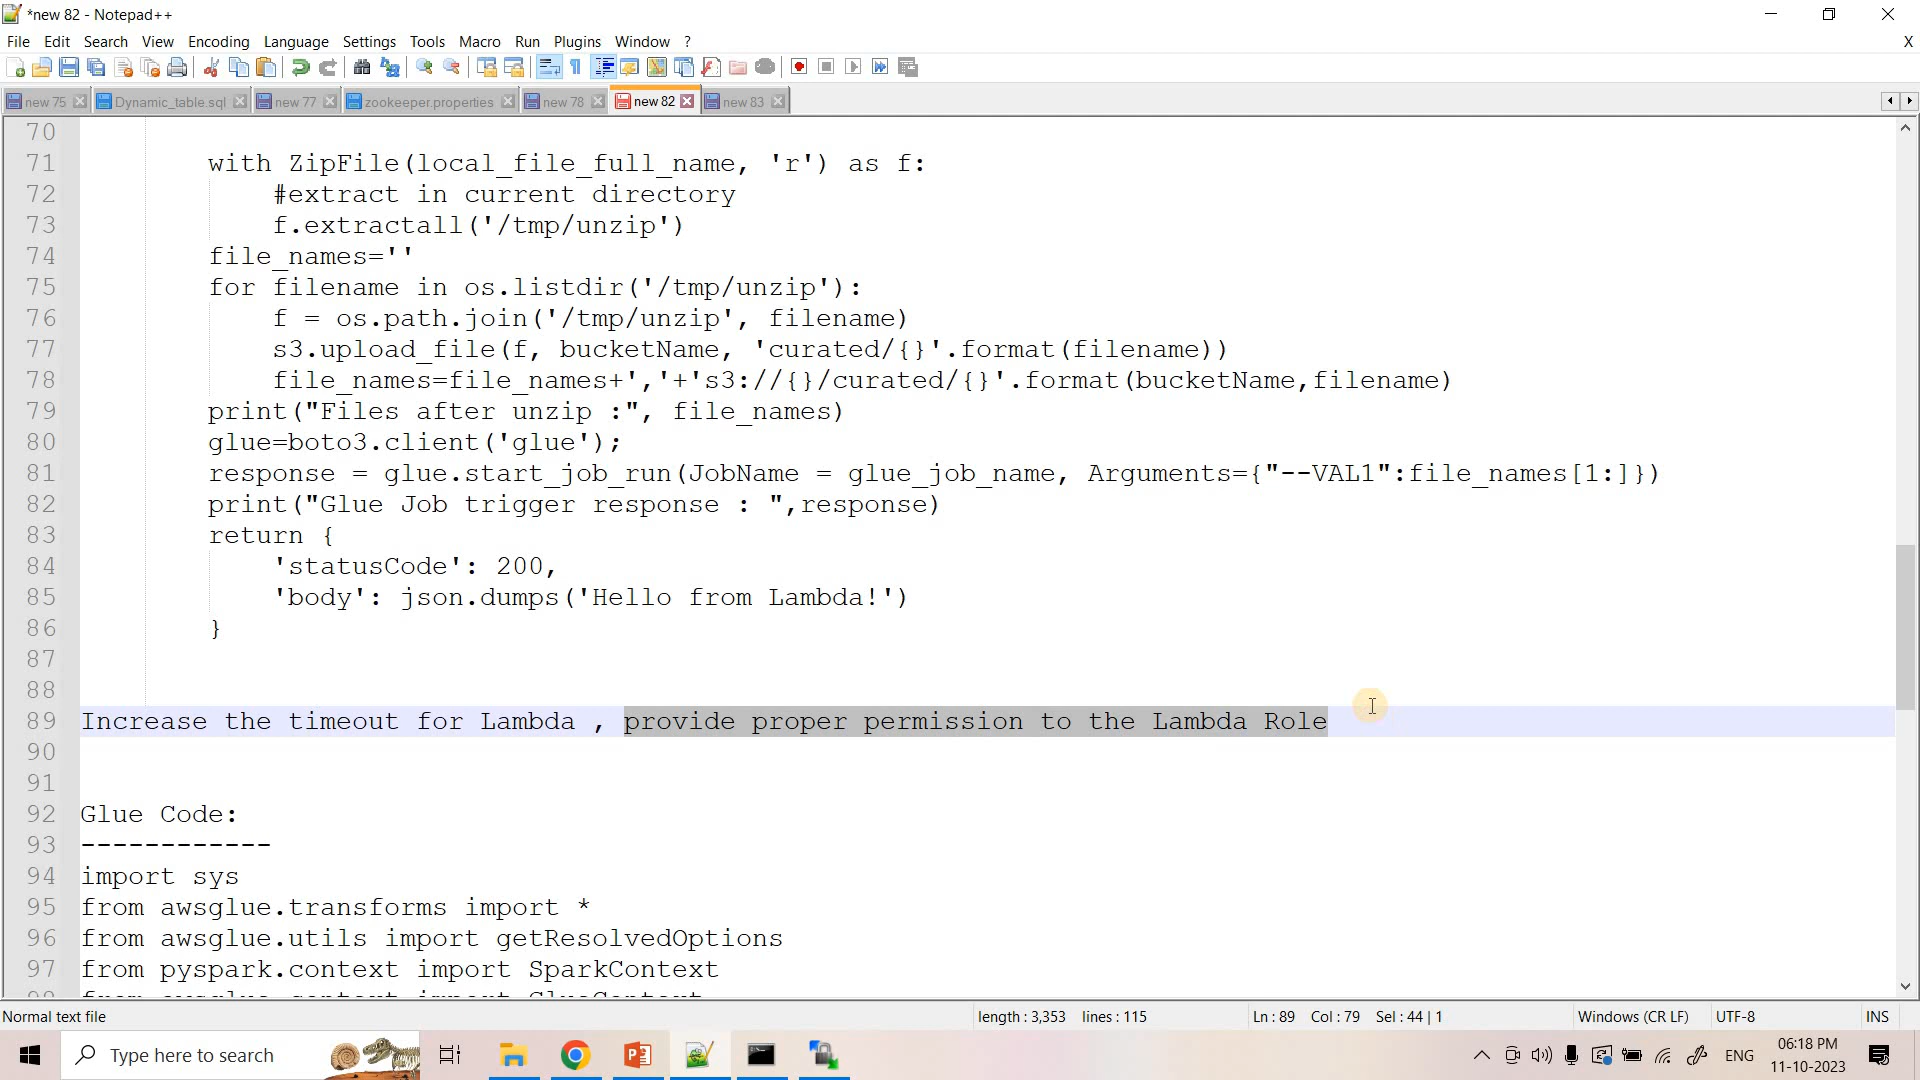 *new 82 - Notepad++
File Edit Search View Encoding Language Settings Tools Macro Run Plugins Window ? X
new 75 Dynamic_table.sql new 77 zookeeper.properties new 78 new 82 new 83
70
71 with ZipFile(local_file_full_name, 'r') as f:
72 #extract in current directory
73 f.extractall('/tmp/unzip')
74 file_names=''
75 for filename in os.listdir('/tmp/unzip'):
76 f = os.path.join('/tmp/unzip', filename)
77 s3.upload_file(f, bucketName, 'curated/{}'.format(filename))
78 file_names=file_names+','+'s3://{}/curated/{}'.format(bucketName,filename)
79 print("Files after unzip :", file_names)
80 glue=boto3.client('glue');
81 response = glue.start_job_run(JobName = glue_job_name, Arguments={"--VAL1":file_names[1:]})
82 print("Glue Job trigger response : ",response)
83 return {
84 'statusCode': 200,
85 'body': json.dumps('Hello from Lambda!')
86 }
87
88
89 Increase the timeout for Lambda , provide proper permission to the Lambda Role
90
91
92 Glue Code:
93 ------------
94 import sys
95 from awsglue.transforms import *
96 from awsglue.utils import getResolvedOptions
97 from pyspark.context import SparkContext
Normal text file length : 3,353 lines : 115 Ln : 89 Col : 79 Sel : 44 | 1 Windows (CR LF) UTF-8 INS
Type here to search ENG 06:18 PM
11-10-2023